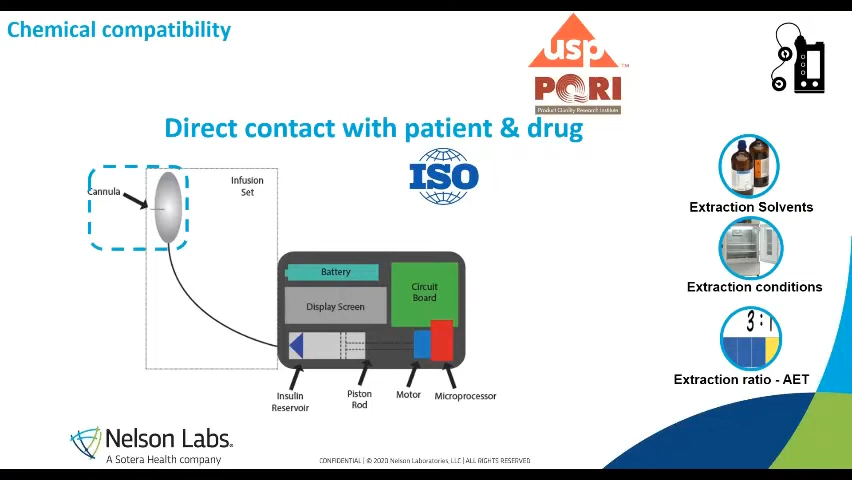 Chemical compatibility
usp
TM
PQRI
Product Quality Research Institute
Direct contact with patient & drug
ISO
Cannula
Infusion
Set
Battery
Circuit
Board
Display Screen
Insulin
Reservoir
Piston
Rod
Motor
Microprocessor
Extraction Solvents
Extraction conditions
3:1
Extraction ratio - AET
Nelson Labs.
A Sotera Health company
CONFIDENTIAL | © 2020 Nelson Laboratories, LLC | ALL RIGHTS RESERVED